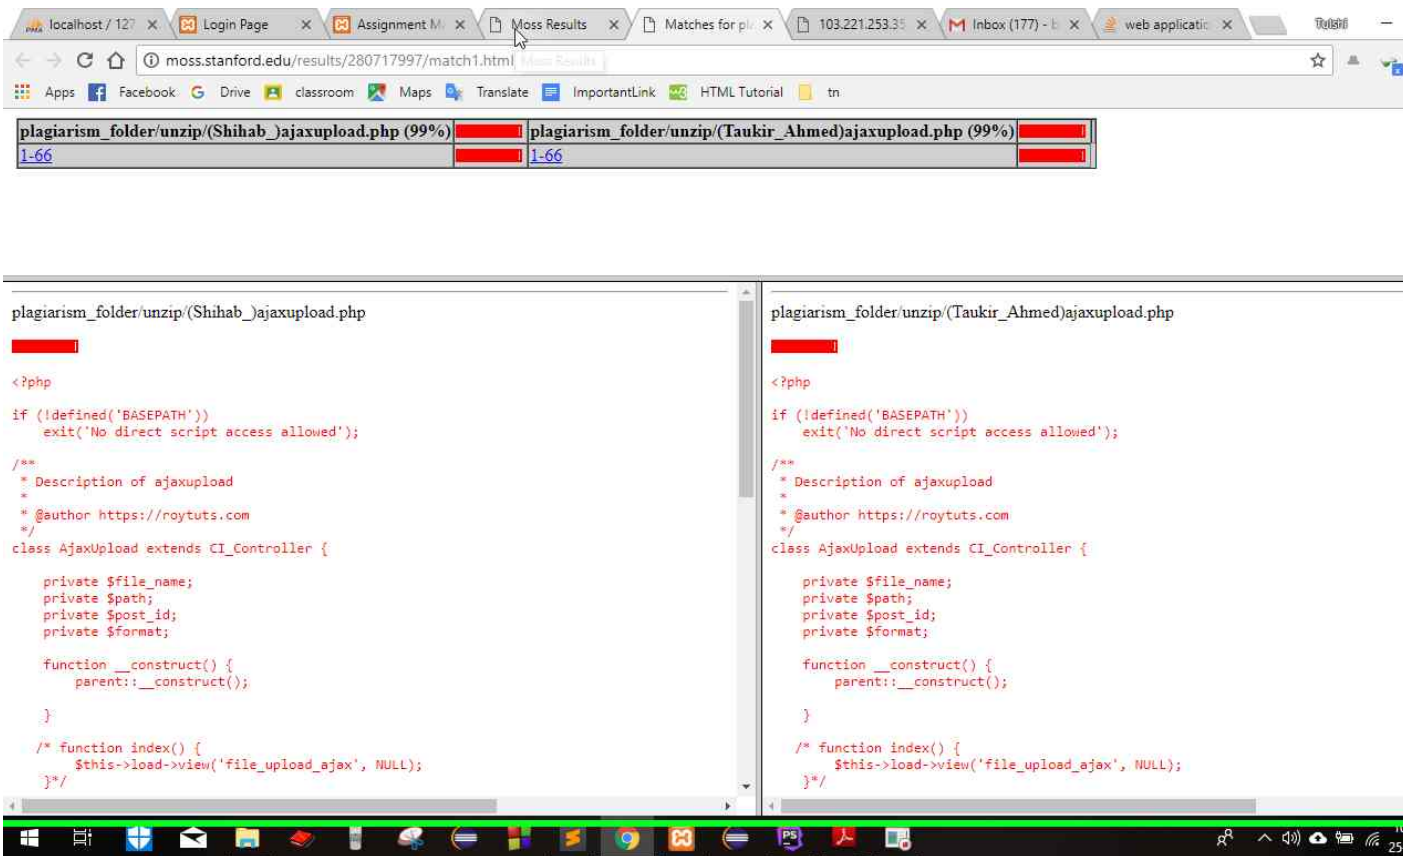 localhost / 127
Login Page
Assignment M
Moss Results
Matches for pl
103.221.253.35
Inbox (177) - b
web applicatio
Tulshi
moss.stanford.edu/results/280717997/match1.html
Moss Results
Apps Facebook Drive classroom Maps Translate ImportantLink HTML Tutorial tn
plagiarism_folder/unzip/(Shihab_)ajaxupload.php (99%) plagiarism_folder/unzip/(Taukir_Ahmed)ajaxupload.php (99%)
1-66 1-66
plagiarism_folder/unzip/(Shihab_)ajaxupload.php
<?php
if (!defined('BASEPATH'))
exit('No direct script access allowed');
/**
* Description of ajaxupload
*
* @author https://roytuts.com
*/
class AjaxUpload extends CI_Controller {
private $file_name;
private $path;
private $post_id;
private $format;
function __construct() {
parent::__construct();
}
/* function index() {
$this->load->view('file_upload_ajax', NULL);
}*/
plagiarism_folder/unzip/(Taukir_Ahmed)ajaxupload.php
<?php
if (!defined('BASEPATH'))
exit('No direct script access allowed');
/**
* Description of ajaxupload
*
* @author https://roytuts.com
*/
class AjaxUpload extends CI_Controller {
private $file_name;
private $path;
private $post_id;
private $format;
function __construct() {
parent::__construct();
}
/* function index() {
$this->load->view('file_upload_ajax', NULL);
}*/
PS